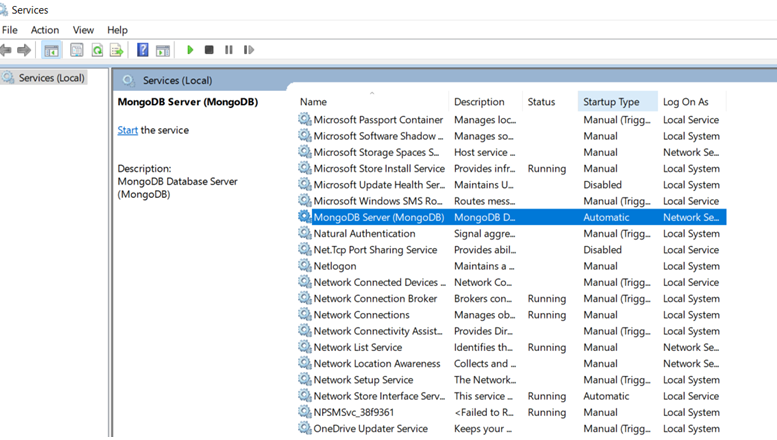 Services
File Action View Help
Services (Local)
Services (Local)
MongoDB Server (MongoDB)
Start the service
Description:
MongoDB Database Server
(MongoDB)
Name Description Status Startup Type Log On As
Microsoft Passport Container Manages loc... Manual (Trigg... Local Service
Microsoft Software Shadow ... Manages so... Manual Local System
Microsoft Storage Spaces S... Host service ... Manual Network Se...
Microsoft Store Install Service Provides infr... Running Manual Local System
Microsoft Update Health Ser... Maintains U... Disabled Local System
Microsoft Windows SMS Ro... Routes mess... Manual (Trigg... Local Service
MongoDB Server (MongoDB) MongoDB D... Automatic Network Se...
Natural Authentication Signal aggre... Manual (Trigg... Local System
Net.Tcp Port Sharing Service Provides abil... Disabled Local Service
Netlogon Maintains a ... Manual Local System
Network Connected Devices ... Network Co... Manual (Trigg... Local Service
Network Connection Broker Brokers con... Running Manual (Trigg... Local System
Network Connections Manages ob... Running Manual Local System
Network Connectivity Assist... Provides Dir... Manual (Trigg... Local System
Network List Service Identifies th... Running Manual Network Se...
Network Location Awareness Collects and ... Manual Network Se...
Network Setup Service The Network... Manual (Trigg... Local System
Network Store Interface Serv... This service ... Running Automatic Local Service
NPSMSvc_38f9361 <Failed to R... Running Manual Local System
OneDrive Updater Service Keeps your ... Manual (Trigg... Local System